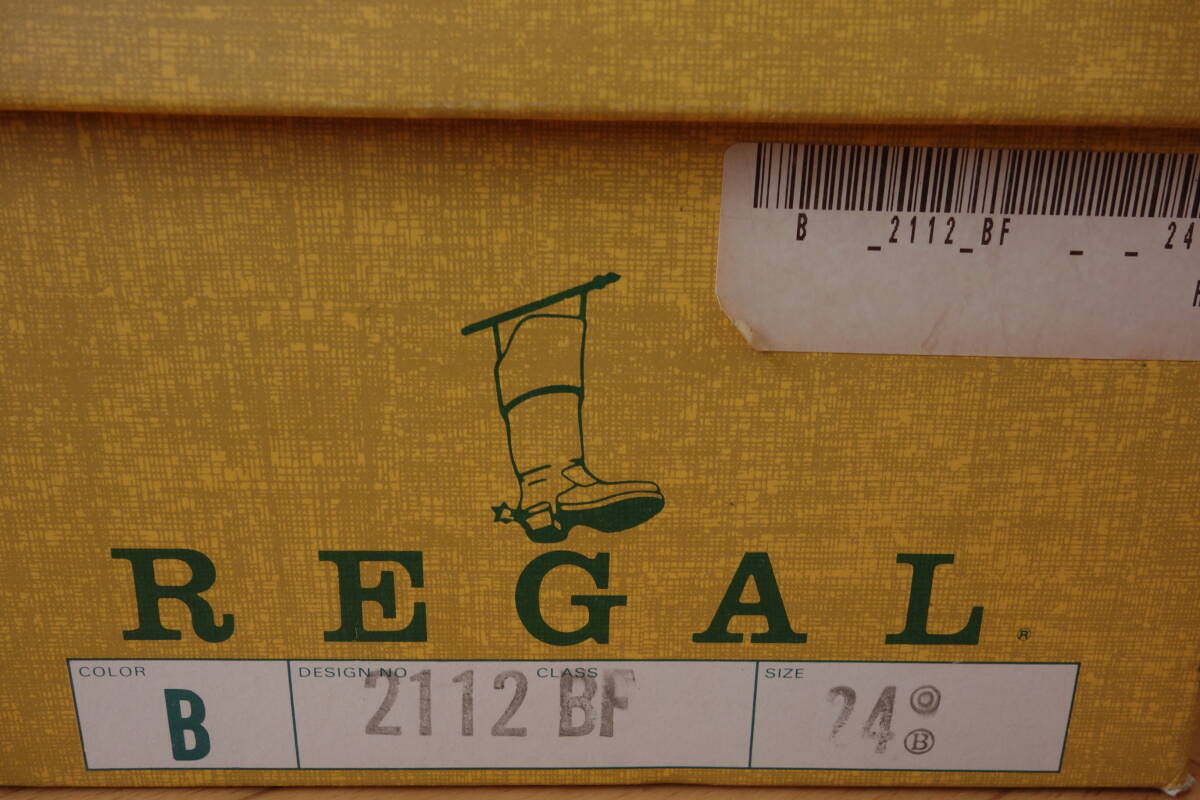 B _2112_BF _ _ 24
REGAL ®
COLOR DESIGN NO CLASS SIZE
B 2112 BF 24 ◎ Ⓑ